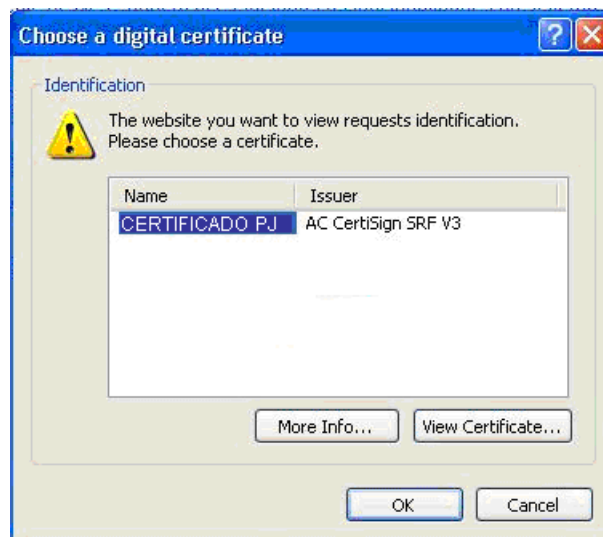 Choose a digital certificate
Identification
The website you want to view requests identification.
Please choose a certificate.
Name Issuer
CERTIFICADO PJ AC CertiSign SRF V3
More Info... View Certificate...
OK Cancel